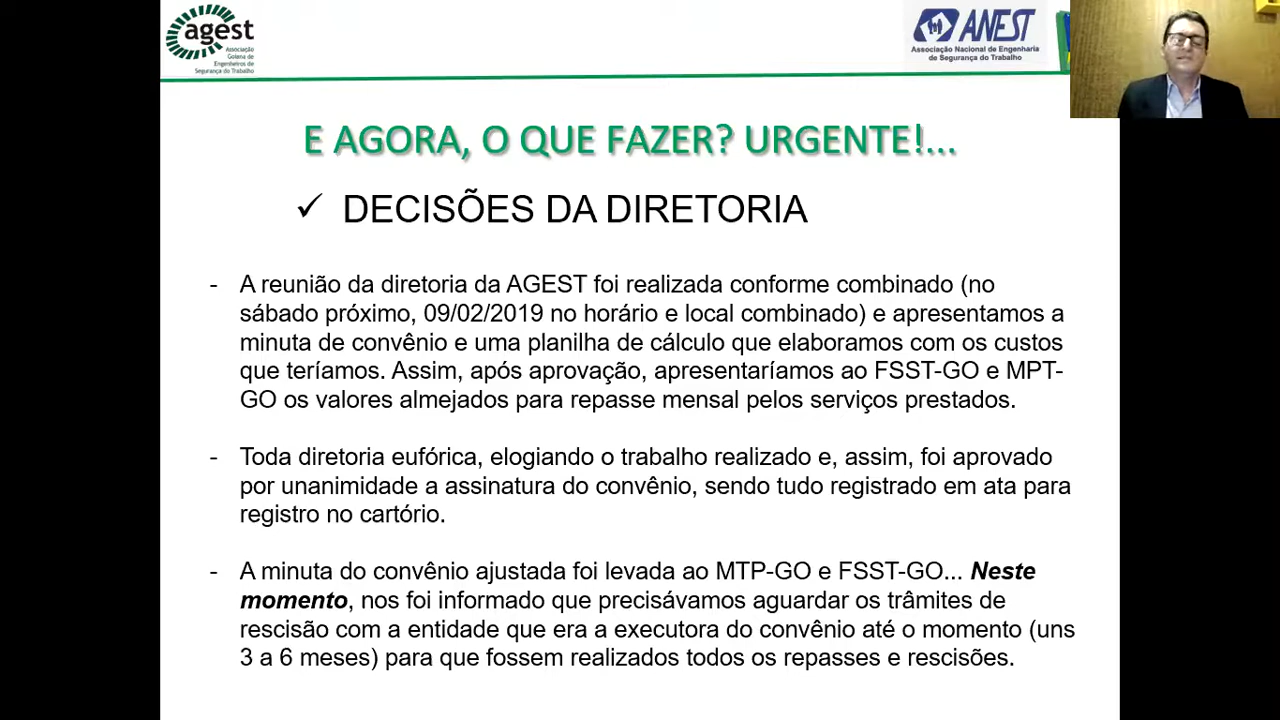 agest
Associação
Goiana de
Engenheiros de
Segurança do Trabalho
ANEST
Associação Nacional de Engenharia
de Segurança do Trabalho
E AGORA, O QUE FAZER? URGENTE!...
✓ DECISÕES DA DIRETORIA
- A reunião da diretoria da AGEST foi realizada conforme combinado (no
sábado próximo, 09/02/2019 no horário e local combinado) e apresentamos a
minuta de convênio e uma planilha de cálculo que elaboramos com os custos
que teríamos. Assim, após aprovação, apresentaríamos ao FSST-GO e MPT-
GO os valores almejados para repasse mensal pelos serviços prestados.
- Toda diretoria eufórica, elogiando o trabalho realizado e, assim, foi aprovado
por unanimidade a assinatura do convênio, sendo tudo registrado em ata para
registro no cartório.
- A minuta do convênio ajustada foi levada ao MTP-GO e FSST-GO... Neste
momento, nos foi informado que precisávamos aguardar os trâmites de
rescisão com a entidade que era a executora do convênio até o momento (uns
3 a 6 meses) para que fossem realizados todos os repasses e rescisões.